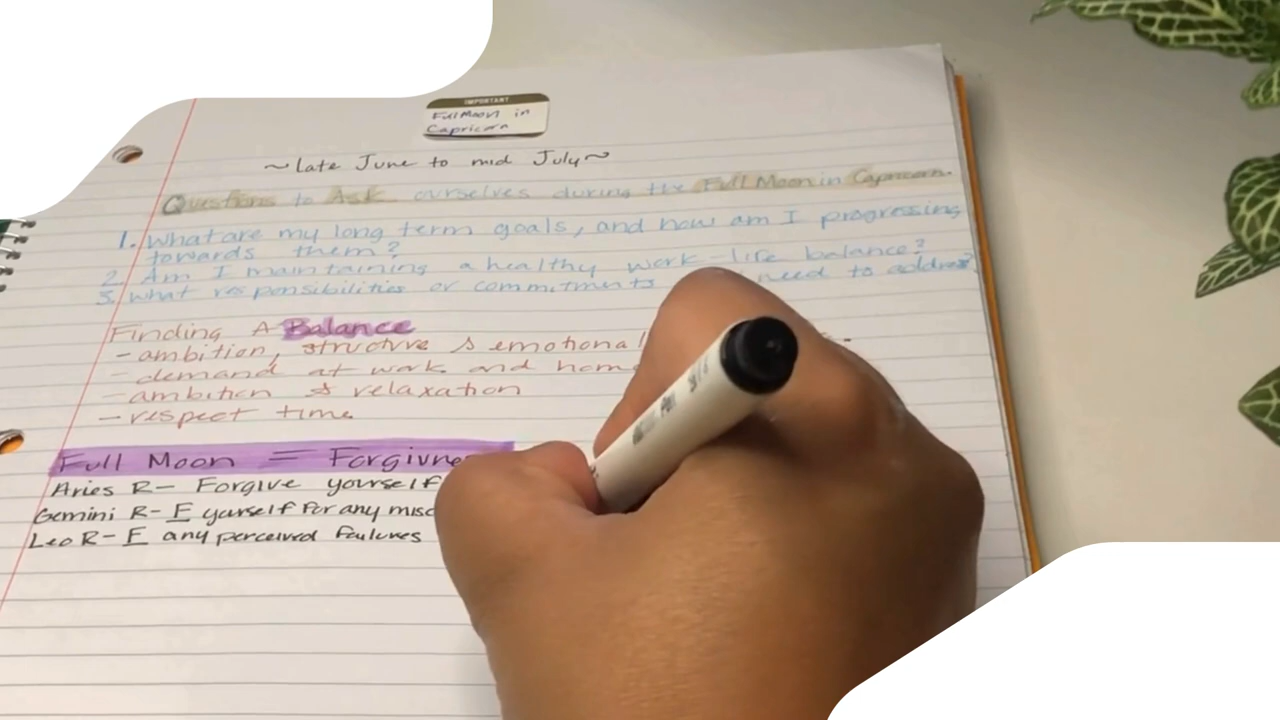 IMPORTANT
Full Moon in
Capricorn
~Late June to mid July~
Questions to Ask ourselves during the Full Moon in Capricorn.
1. What are my long term goals, and how am I progressing
towards them?
2. Am I maintaining a healthy work-life balance?
3. What responsibilities or commitments need to address?
Finding A Balance
- ambition, structure & emotional
- demand at work and home
- ambition & relaxation
- respect time
Full Moon = Forgivne
Aries R- Forgive yourself
Gemini R- F yourself for any misc
Leo R- F any perceived failures